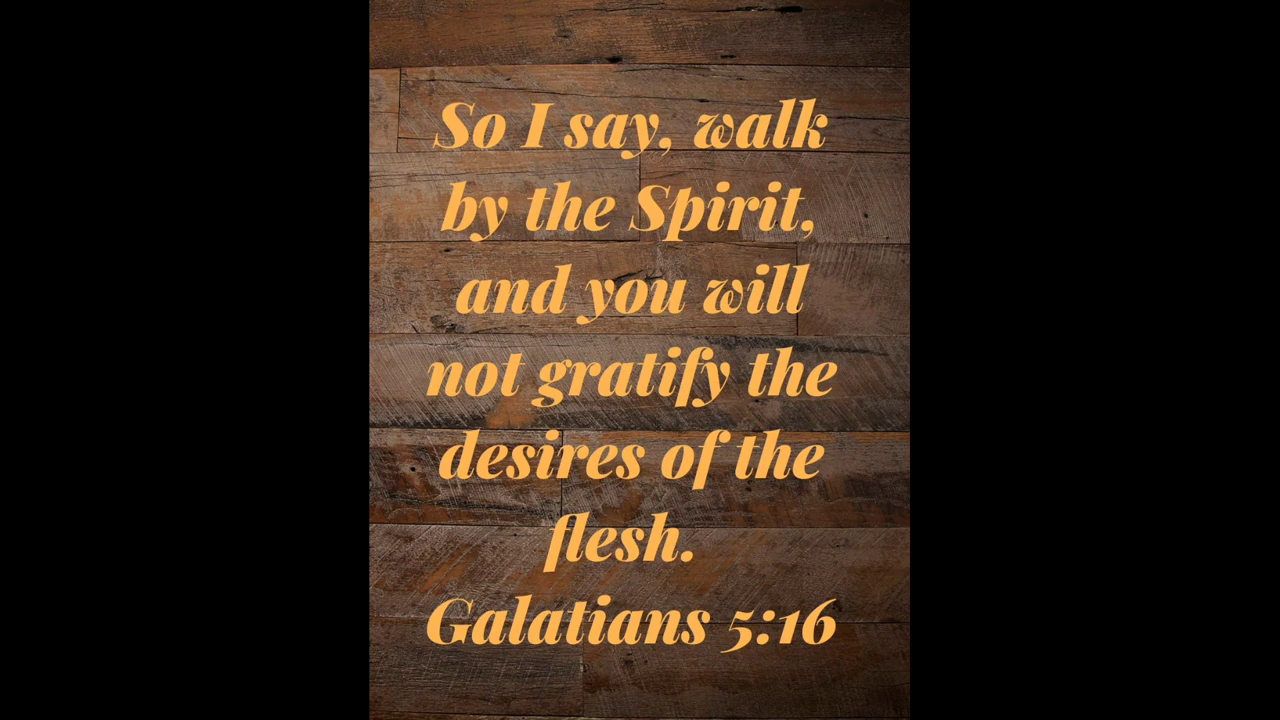 So I say, walk
by the Spirit,
and you will
not gratify the
desires of the
flesh.
Galatians 5:16